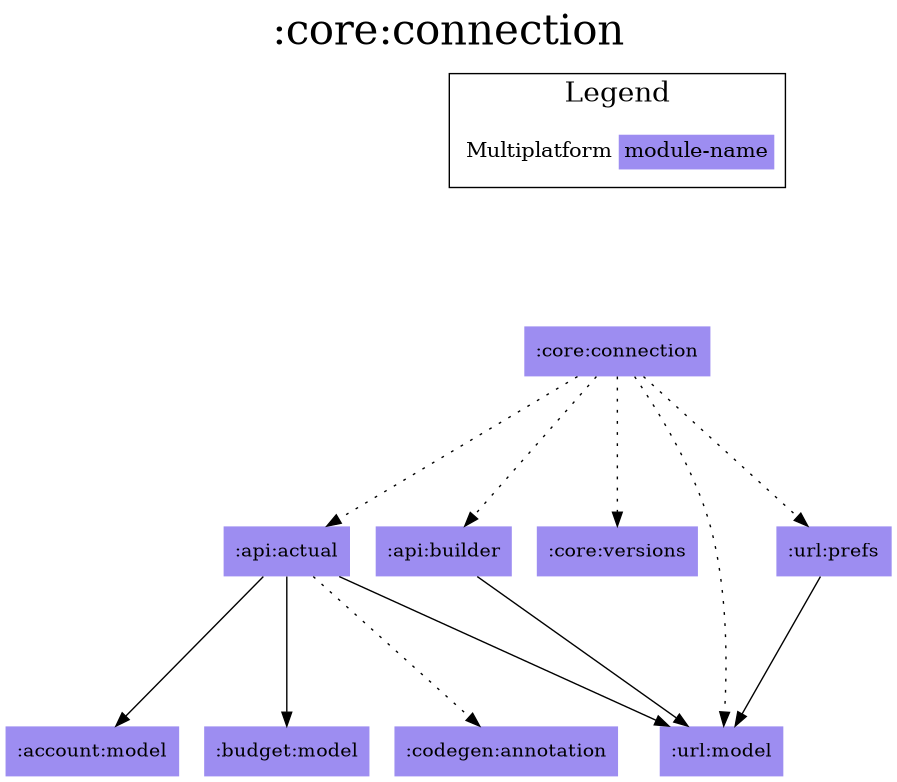 :core:connection
Legend
Multiplatform module-name
:core:connection
:api:actual :api:builder :core:versions :url:prefs
:account:model :budget:model :codegen:annotation :url:model